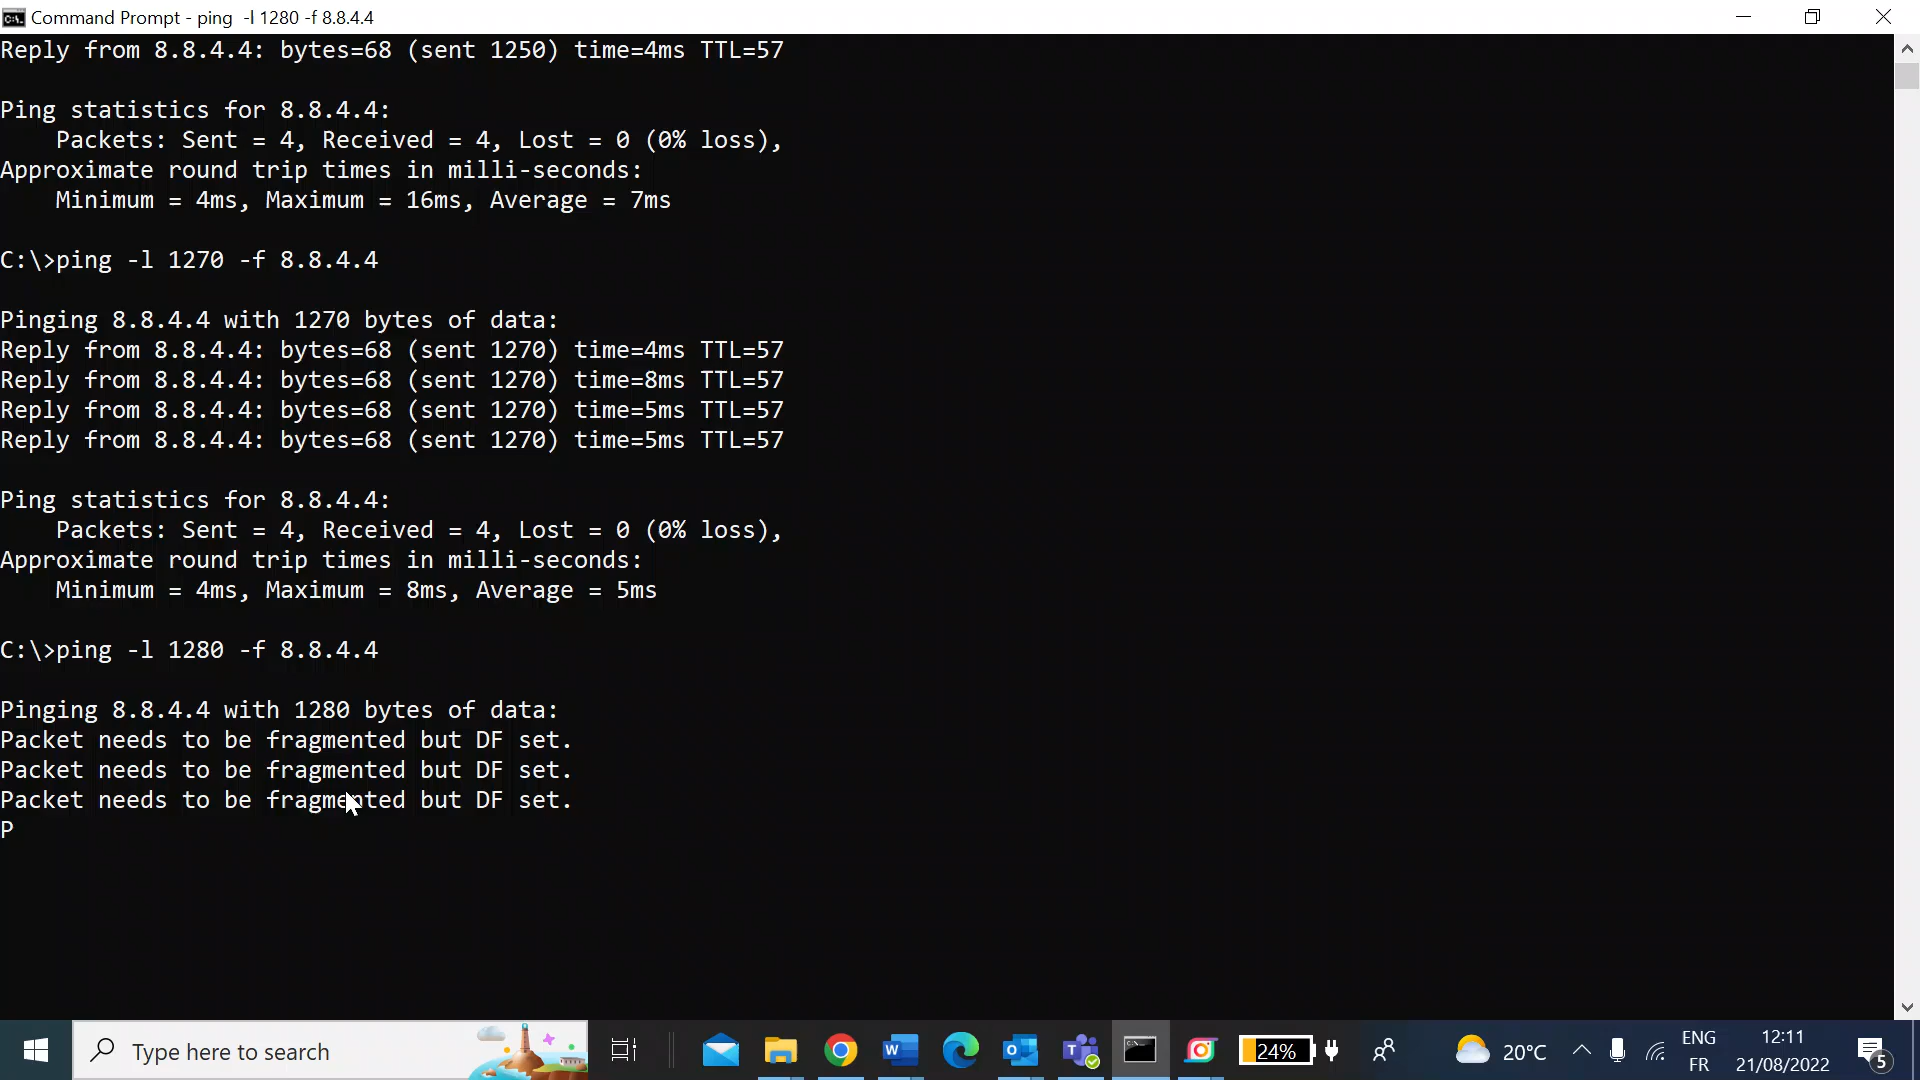 Command Prompt - ping  -l 1280 -f 8.8.4.4
Reply from 8.8.4.4: bytes=68 (sent 1250) time=4ms TTL=57
Ping statistics for 8.8.4.4:
    Packets: Sent = 4, Received = 4, Lost = 0 (0% loss),
Approximate round trip times in milli-seconds:
    Minimum = 4ms, Maximum = 16ms, Average = 7ms
C:\>ping -l 1270 -f 8.8.4.4
Pinging 8.8.4.4 with 1270 bytes of data:
Reply from 8.8.4.4: bytes=68 (sent 1270) time=4ms TTL=57
Reply from 8.8.4.4: bytes=68 (sent 1270) time=8ms TTL=57
Reply from 8.8.4.4: bytes=68 (sent 1270) time=5ms TTL=57
Reply from 8.8.4.4: bytes=68 (sent 1270) time=5ms TTL=57
Ping statistics for 8.8.4.4:
    Packets: Sent = 4, Received = 4, Lost = 0 (0% loss),
Approximate round trip times in milli-seconds:
    Minimum = 4ms, Maximum = 8ms, Average = 5ms
C:\>ping -l 1280 -f 8.8.4.4
Pinging 8.8.4.4 with 1280 bytes of data:
Packet needs to be fragmented but DF set.
Packet needs to be fragmented but DF set.
Packet needs to be fragmented but DF set.
P
Type here to search
24%
20°C
ENG
FR
12:11
21/08/2022
5